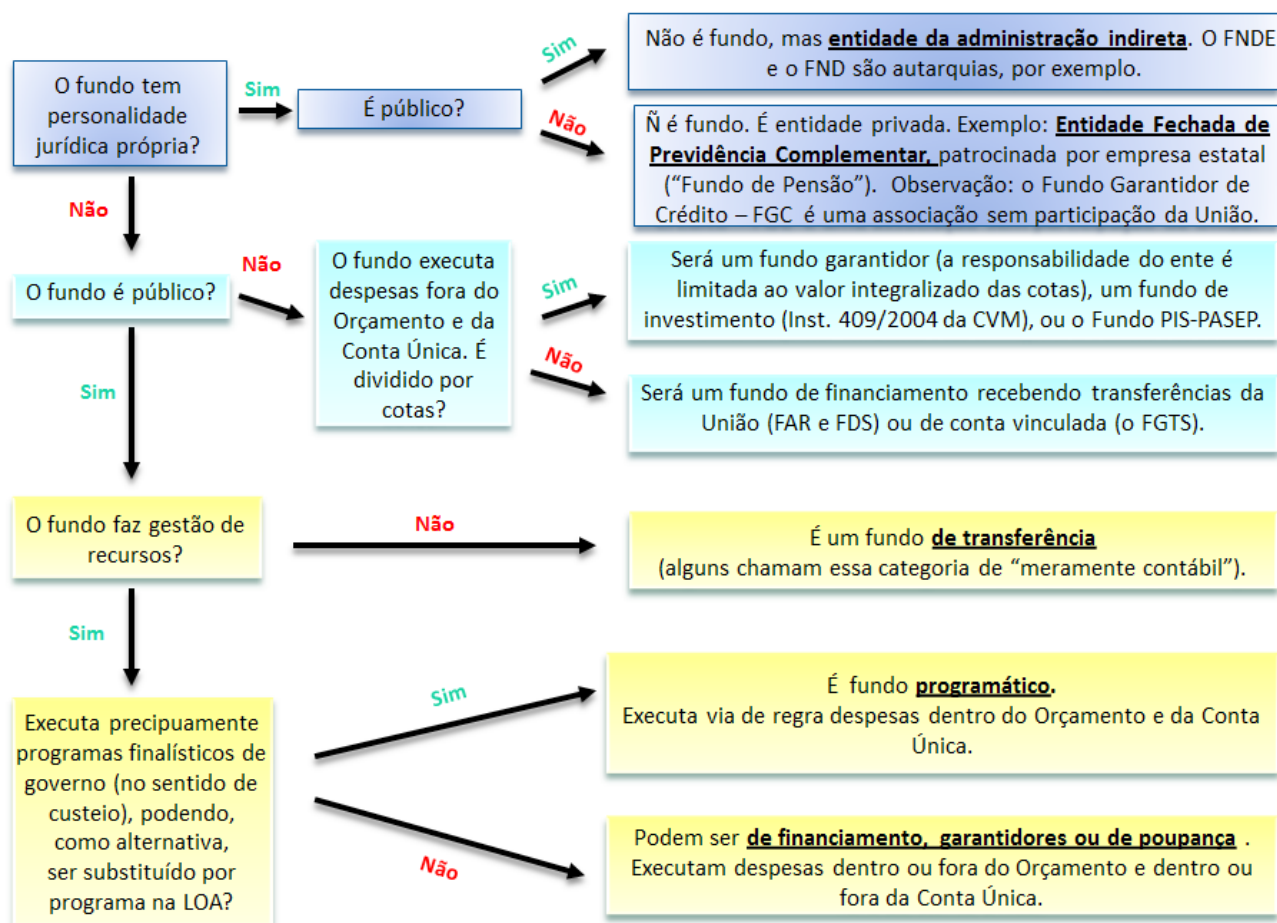 O fundo tem
personalidade
jurídica própria?
Sim
É público?
Sim
Não é fundo, mas entidade da administração indireta. O FNDE
e o FND são autarquias, por exemplo.
Não
Ñ é fundo. É entidade privada. Exemplo: Entidade Fechada de
Previdência Complementar, patrocinada por empresa estatal
(“Fundo de Pensão”). Observação: o Fundo Garantidor de
Crédito – FGC é uma associação sem participação da União.
Não
O fundo é público?
Não
O fundo executa
despesas fora do
Orçamento e da
Conta Única. É
dividido por
cotas?
Sim
Será um fundo garantidor (a responsabilidade do ente é
limitada ao valor integralizado das cotas), um fundo de
investimento (Inst. 409/2004 da CVM), ou o Fundo PIS-PASEP.
Não
Será um fundo de financiamento recebendo transferências da
União (FAR e FDS) ou de conta vinculada (o FGTS).
Sim
O fundo faz gestão de
recursos?
Não
É um fundo de transferência
(alguns chamam essa categoria de “meramente contábil”).
Sim
Executa precipuamente
programas finalísticos de
governo (no sentido de
custeio), podendo,
como alternativa,
ser substituído por
programa na LOA?
Sim
É fundo programático.
Executa via de regra despesas dentro do Orçamento e da Conta
Única.
Não
Podem ser de financiamento, garantidores ou de poupança .
Executam despesas dentro ou fora do Orçamento e dentro ou
fora da Conta Única.